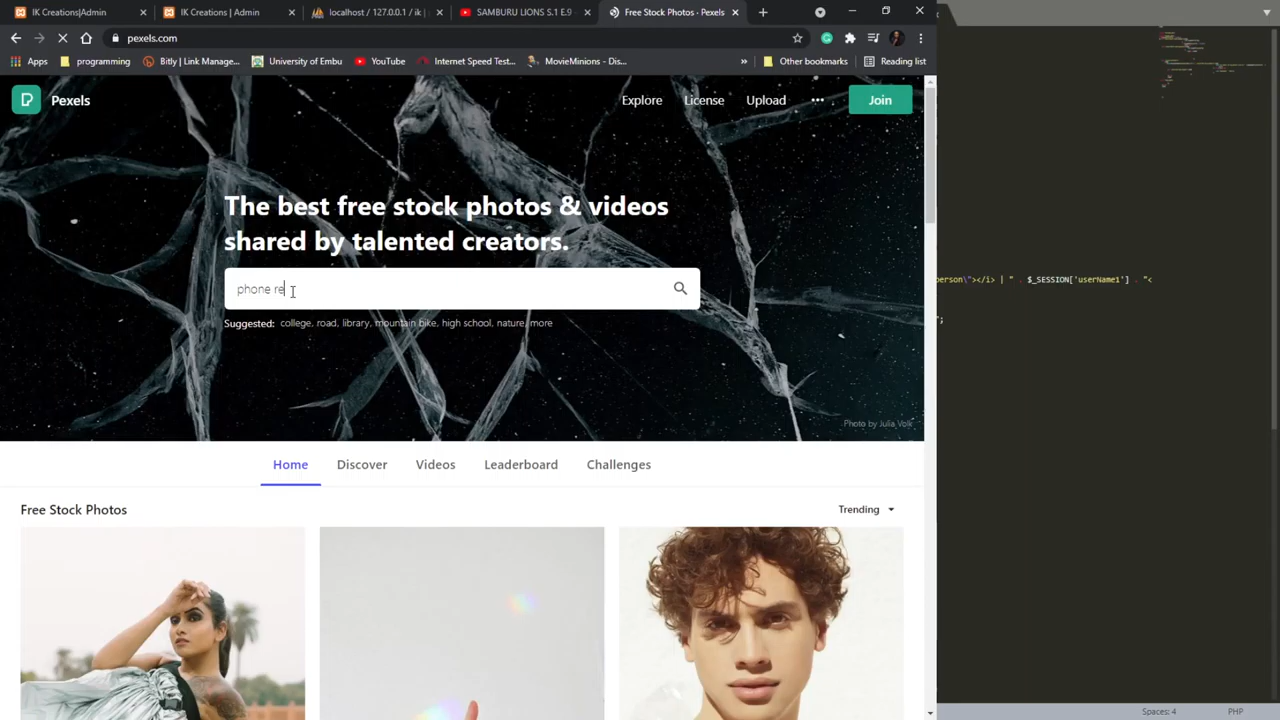 IK Creations|Admin
IK Creations | Admin
localhost / 127.0.0.1 / ik |
SAMBURU LIONS S.1 E.9 -
Free Stock Photos · Pexels
pexels.com
Apps
programming
Bitly | Link Manage...
University of Embu
YouTube
Internet Speed Test...
MovieMinions - Dis...
»
Other bookmarks
Reading list
Pexels
Explore
License
Upload
Join
The best free stock photos & videos
shared by talented creators.
phone re
Suggested: college, road, library, mountain bike, high school, nature, more
Photo by Julia Volk
Home
Discover
Videos
Leaderboard
Challenges
Free Stock Photos
Trending
person\"></i> | " . $_SESSION['userName1'] . "<
";
Spaces: 4
PHP